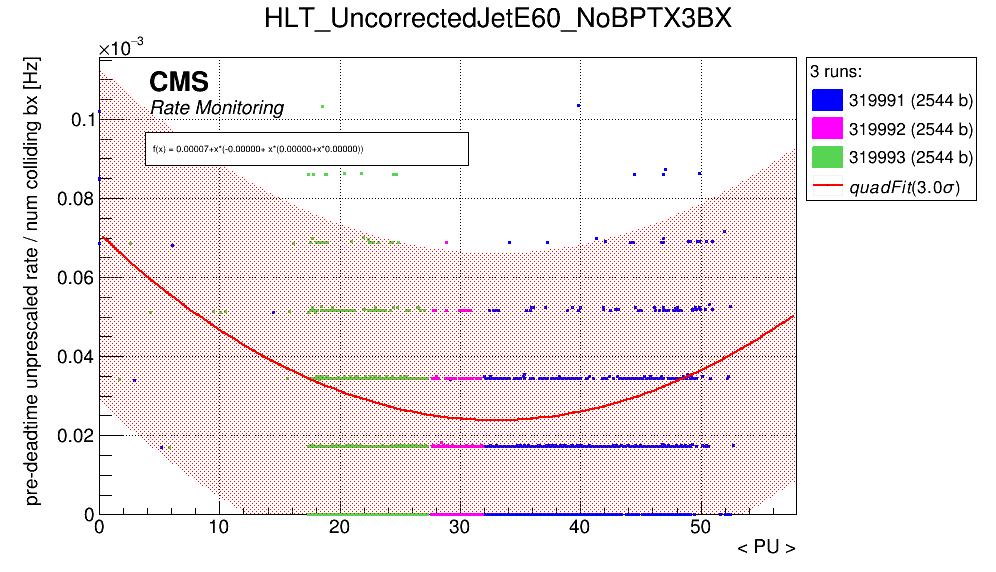 HLT_UncorrectedJetE60_NoBPTX3BX
×10⁻³
pre-deadtime unprescaled rate / num colliding bx [Hz]
CMS
Rate Monitoring
f(x) = 0.00007+x*(-0.00000+ x*(0.00000+x*0.00000))
0.1
0.08
0.06
0.04
0.02
0
0 10 20 30 40 50
< PU >
3 runs:
319991 (2544 b)
319992 (2544 b)
319993 (2544 b)
quadFit(3.0σ)